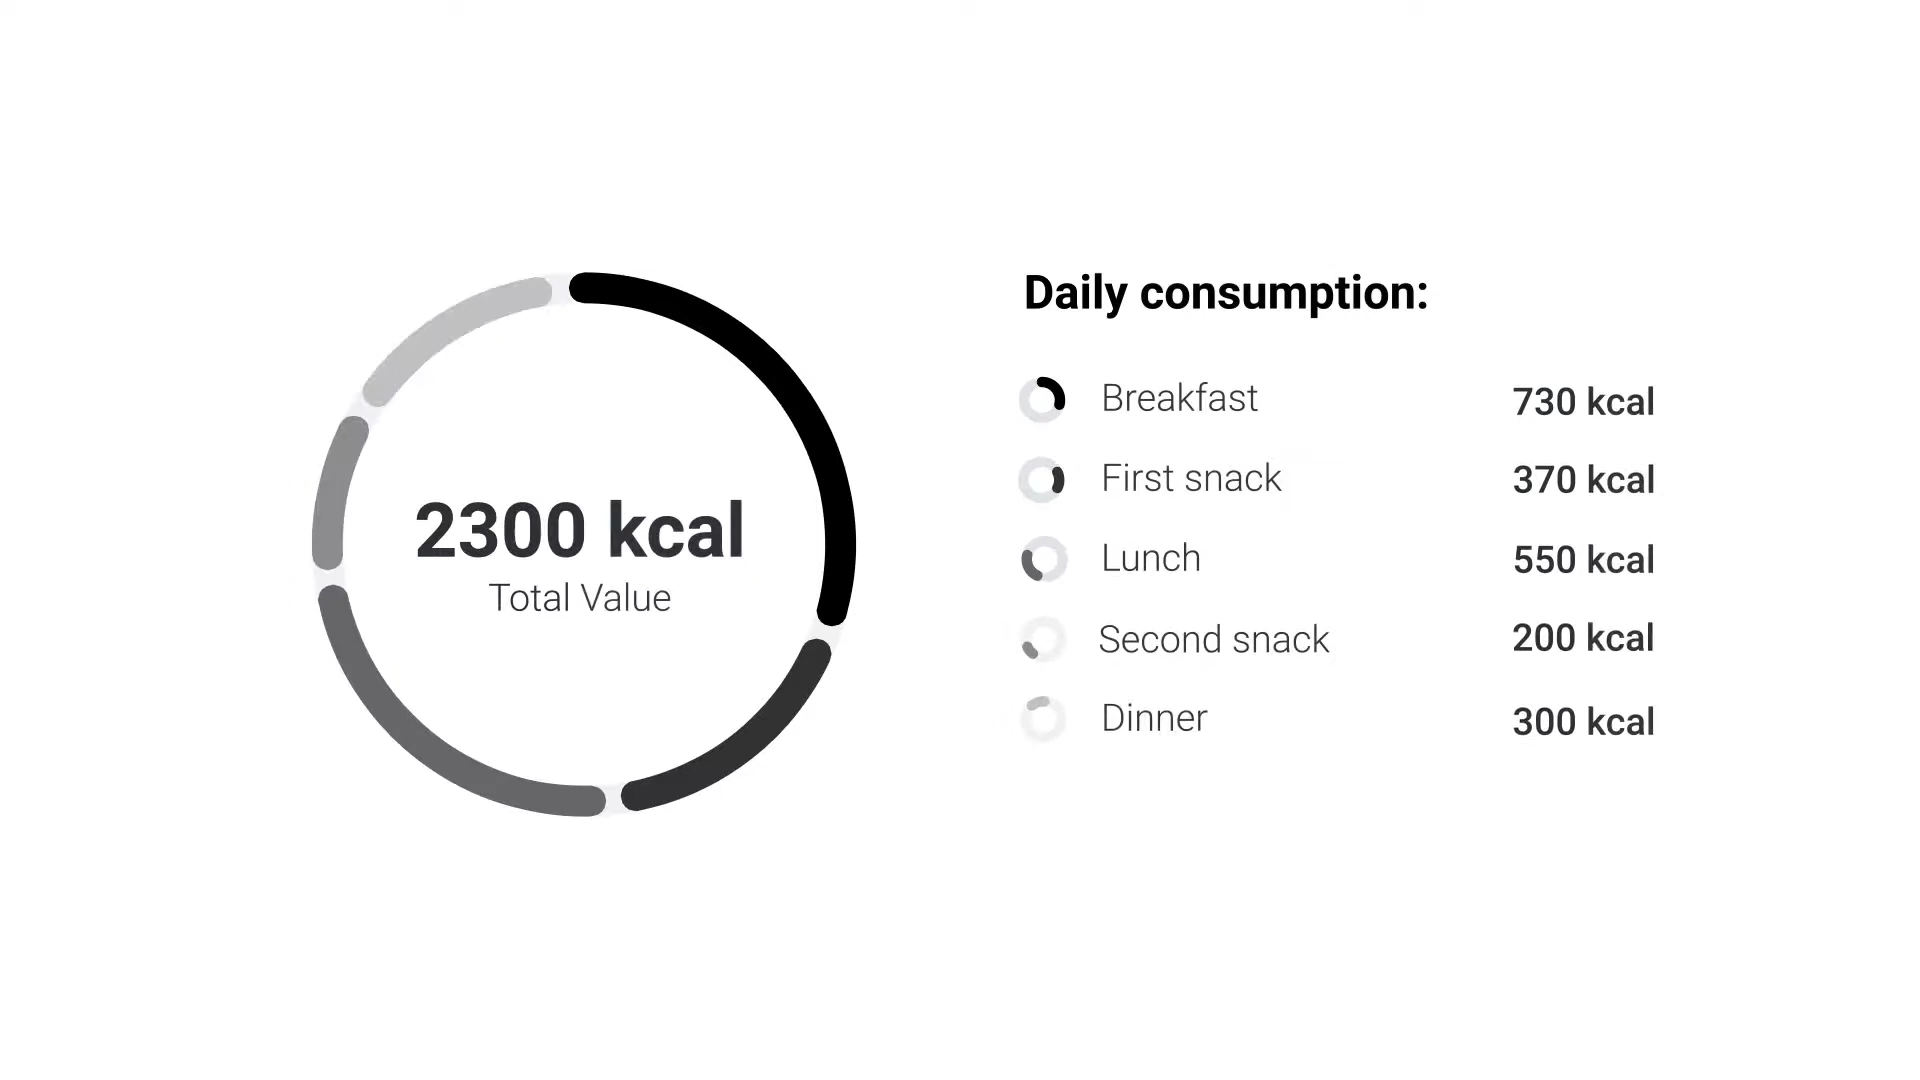 2300 kcal
Total Value
Daily consumption:
Breakfast 730 kcal
First snack 370 kcal
Lunch 550 kcal
Second snack 200 kcal
Dinner 300 kcal